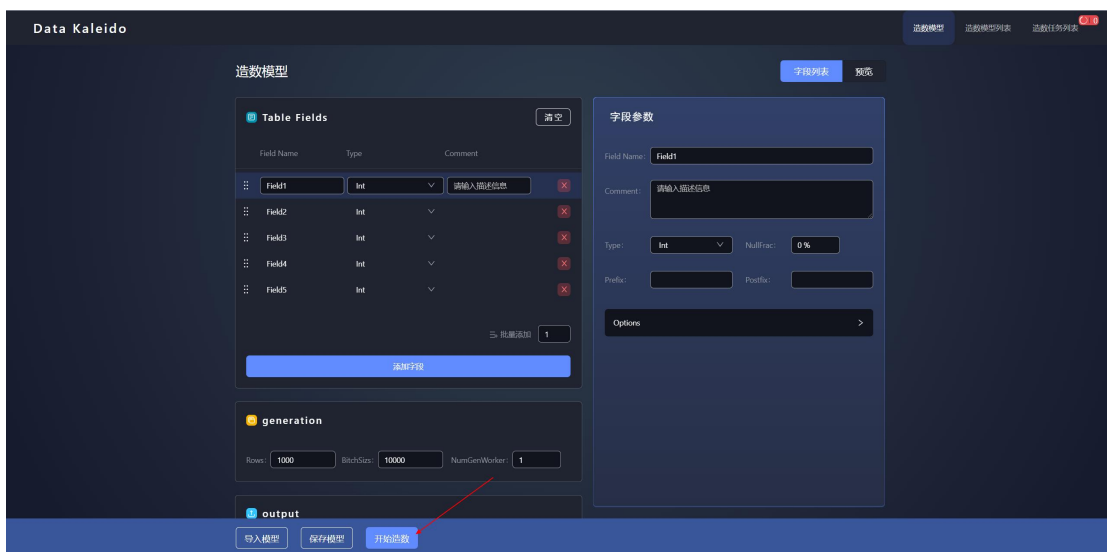 Data Kaleido 造数模型 造数模型列表 造数任务列表 0
造数模型 字段列表 预览
Table Fields 清空
Field Name Type Comment
Field1 Int 请输入描述信息 X
Field2 Int X
Field3 Int X
Field4 Int X
Field5 Int X
批量添加 1
添加字段
generation
Rows: 1000 BitchSizs: 10000 NumGenWorker: 1
output
字段参数
Field Name: Field1
Comment: 请输入描述信息
Type: Int NullFrac: 0 %
Prefix: Postfix:
Options
导入模型 保存模型 开始造数